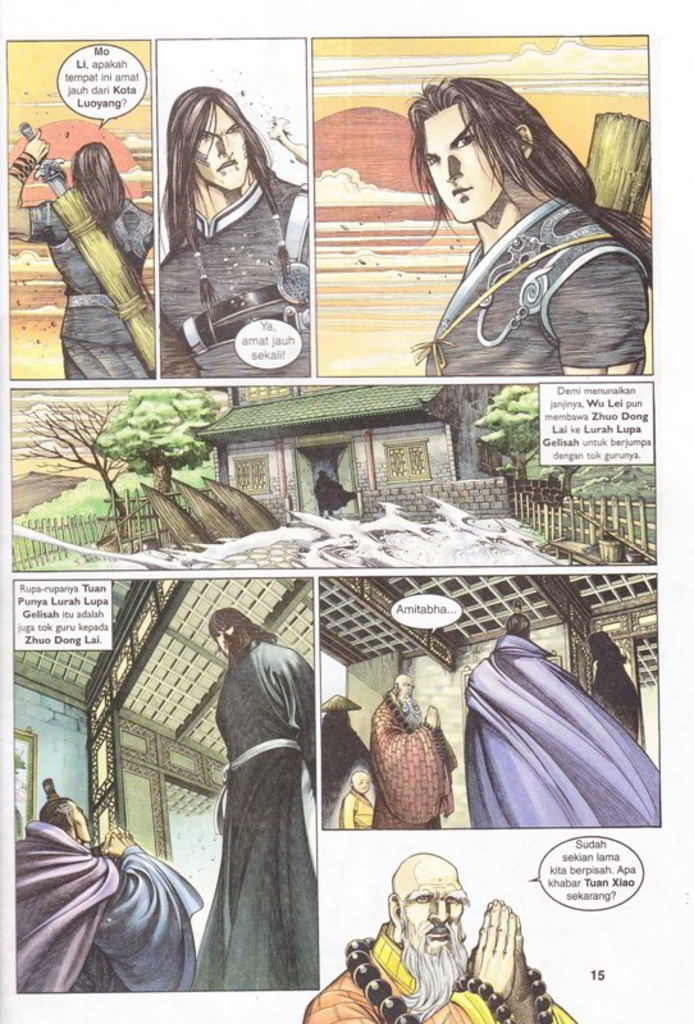 Mo
Li, apakah
tempat ini amat
jauh dari Kota
Luoyang?
Ya,
amat jauh
sekali!
Demi menunaikan
janjinya, Wu Lei pun
membawa Zhuo Dong
Lai ke Lurah Lupa
Gelisah untuk berjumpa
dengan tok gurunya.
Rupa-rupanya Tuan
Punya Lurah Lupa
Gelisah itu adalah
juga tok guru kepada
Zhuo Dong Lai.
Amitabha...
Sudah
sekian lama
kita berpisah. Apa
khabar Tuan Xiao
sekarang?
15